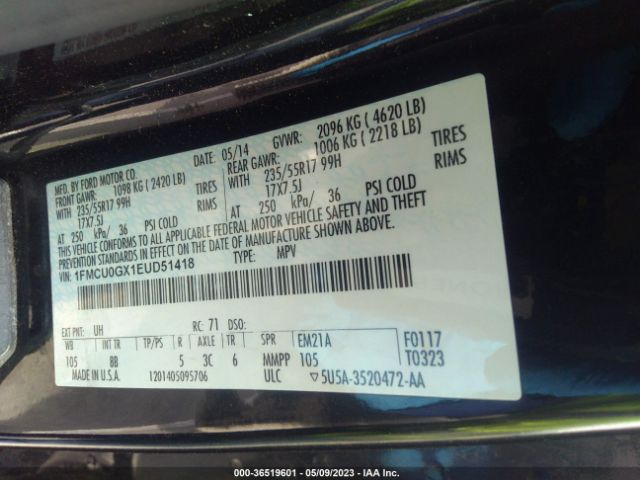 MFD. BY FORD MOTOR CO.
DATE: 05/14 GVWR: 2096 KG ( 4620 LB)
FRONT GAWR: 1098 KG (2420 LB)
REAR GAWR: 1006 KG ( 2218 LB)
WITH 235/55R17 99H TIRES
WITH 235/55R17 99H TIRES
17X7.5J RIMS
17X7.5J RIMS
AT 250 kPa/ 36 PSI COLD
AT 250 kPa/ 36 PSI COLD
THIS VEHICLE CONFORMS TO ALL APPLICABLE FEDERAL MOTOR VEHICLE SAFETY AND THEFT
PREVENTION STANDARDS IN EFFECT ON THE DATE OF MANUFACTURE SHOWN ABOVE.
VIN: 1FMCU0GX1EUD51418 TYPE: MPV
EXT PNT: UH RC: 71 DSO:
WB INT TR TP/PS R AXLE TR SPR EM21A F0117
105 BB 5 3C 6 MMPP 105 T0323
MADE IN U.S.A. 1201405095706 ULC 5U5A-3520472-AA
000-36519601 - 05/09/2023 - IAA Inc.